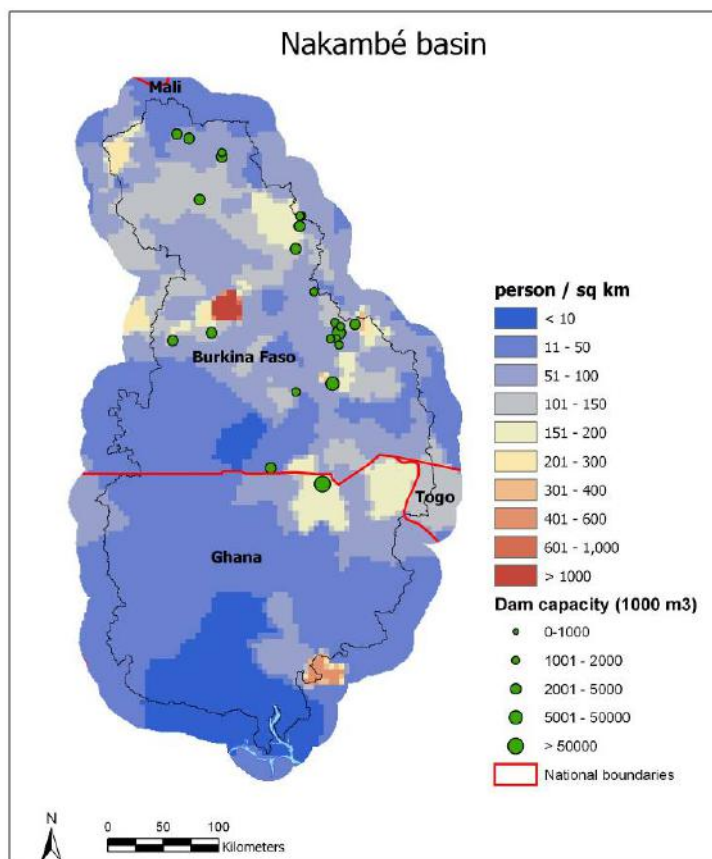 Nakambé basin
Mali
Burkina Faso
Togo
Ghana
person / sq km
< 10
11 - 50
51 - 100
101 - 150
151 - 200
201 - 300
301 - 400
401 - 600
601 - 1,000
> 1000
Dam capacity (1000 m3)
0-1000
1001 - 2000
2001 - 5000
5001 - 50000
> 50000
National boundaries
N
0 50 100
Kilometers